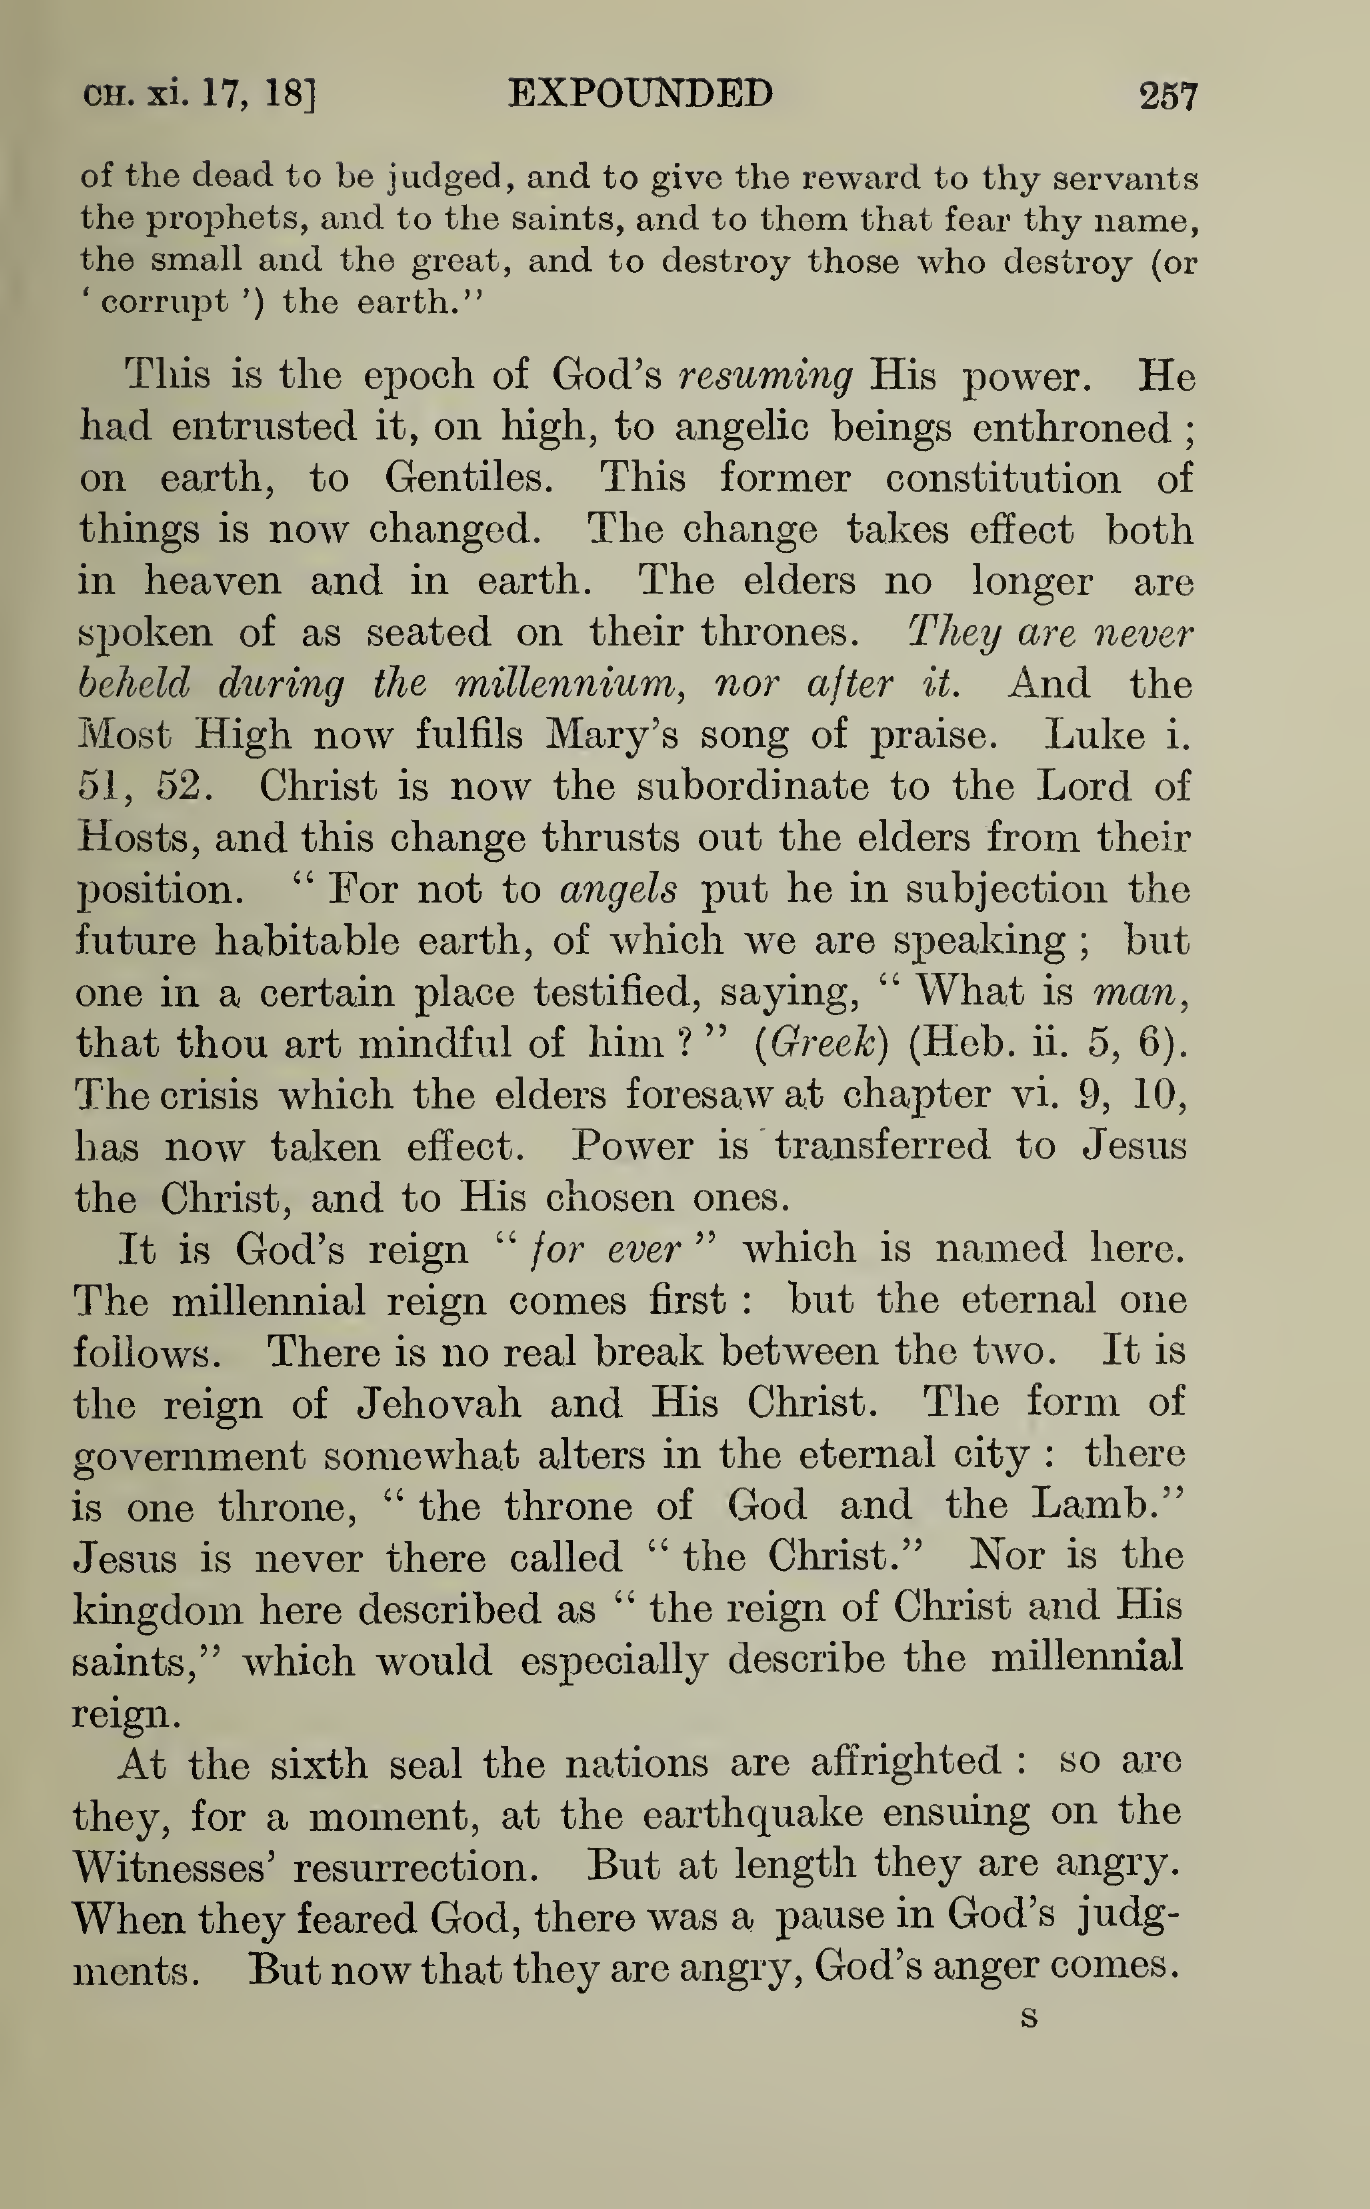 CH. xi. 17, 18] EXPOUNDED 257
of the dead to be judged, and to give the reward to thy servants
the prophets, and to the saints, and to them that fear thy name,
the small and the great, and to destroy those who destroy (or
‘ corrupt ’) the earth.”
This is the epoch of God’s resuming His power. He
had entrusted it, on high, to angelic beings enthroned ;
on earth, to Gentiles. This former constitution of
things is now changed. The change takes effect both
in heaven and in earth. The elders no longer are
spoken of as seated on their thrones. They are never
beheld during the millennium, nor after it. And the
Most High now fulfils Mary’s song of praise. Luke i.
51, 52. Christ is now the subordinate to the Lord of
Hosts, and this change thrusts out the elders from their
position. “ For not to angels put he in subjection the
future habitable earth, of which we are speaking ; but
one in a certain place testified, saying, “ What is man,
that thou art mindful of him ? ” (Greek) (Heb. ii. 5, 6).
The crisis which the elders foresaw at chapter vi. 9, 10,
has now taken effect. Power is transferred to Jesus
the Christ, and to His chosen ones.
It is God’s reign “ for ever ” which is named here.
The millennial reign comes first : but the eternal one
follows. There is no real break between the two. It is
the reign of Jehovah and His Christ. The form of
government somewhat alters in the eternal city : there
is one throne, “ the throne of God and the Lamb.”
Jesus is never there called “ the Christ.” Nor is the
kingdom here described as “ the reign of Christ and His
saints,” which would especially describe the millennial
reign.
At the sixth seal the nations are affrighted : so are
they, for a moment, at the earthquake ensuing on the
Witnesses’ resurrection. But at length they are angry.
When they feared God, there was a pause in God’s judg-
ments. But now that they are angry, God’s anger comes.
S